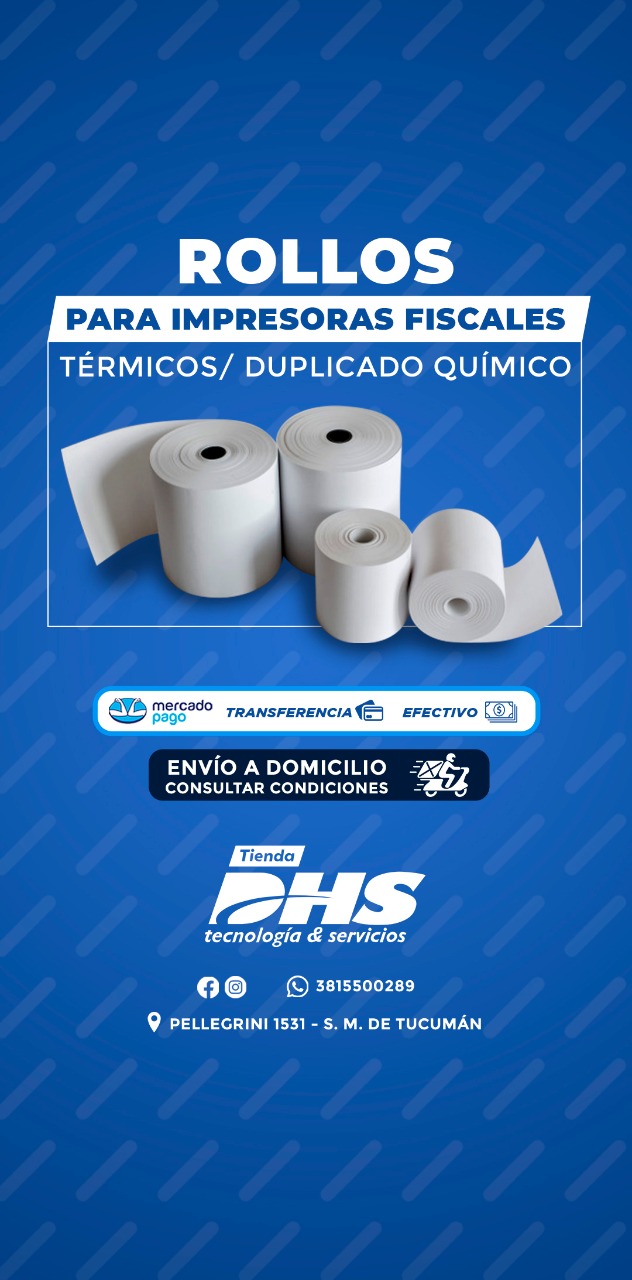 ROLLOS
PARA IMPRESORAS FISCALES
TÉRMICOS/ DUPLICADO QUÍMICO
mercado
pago
TRANSFERENCIA
EFECTIVO
ENVÍO A DOMICILIO
CONSULTAR CONDICIONES
Tienda
DHS
tecnología & servicios
3815500289
PELLEGRINI 1531 - S. M. DE TUCUMÁN